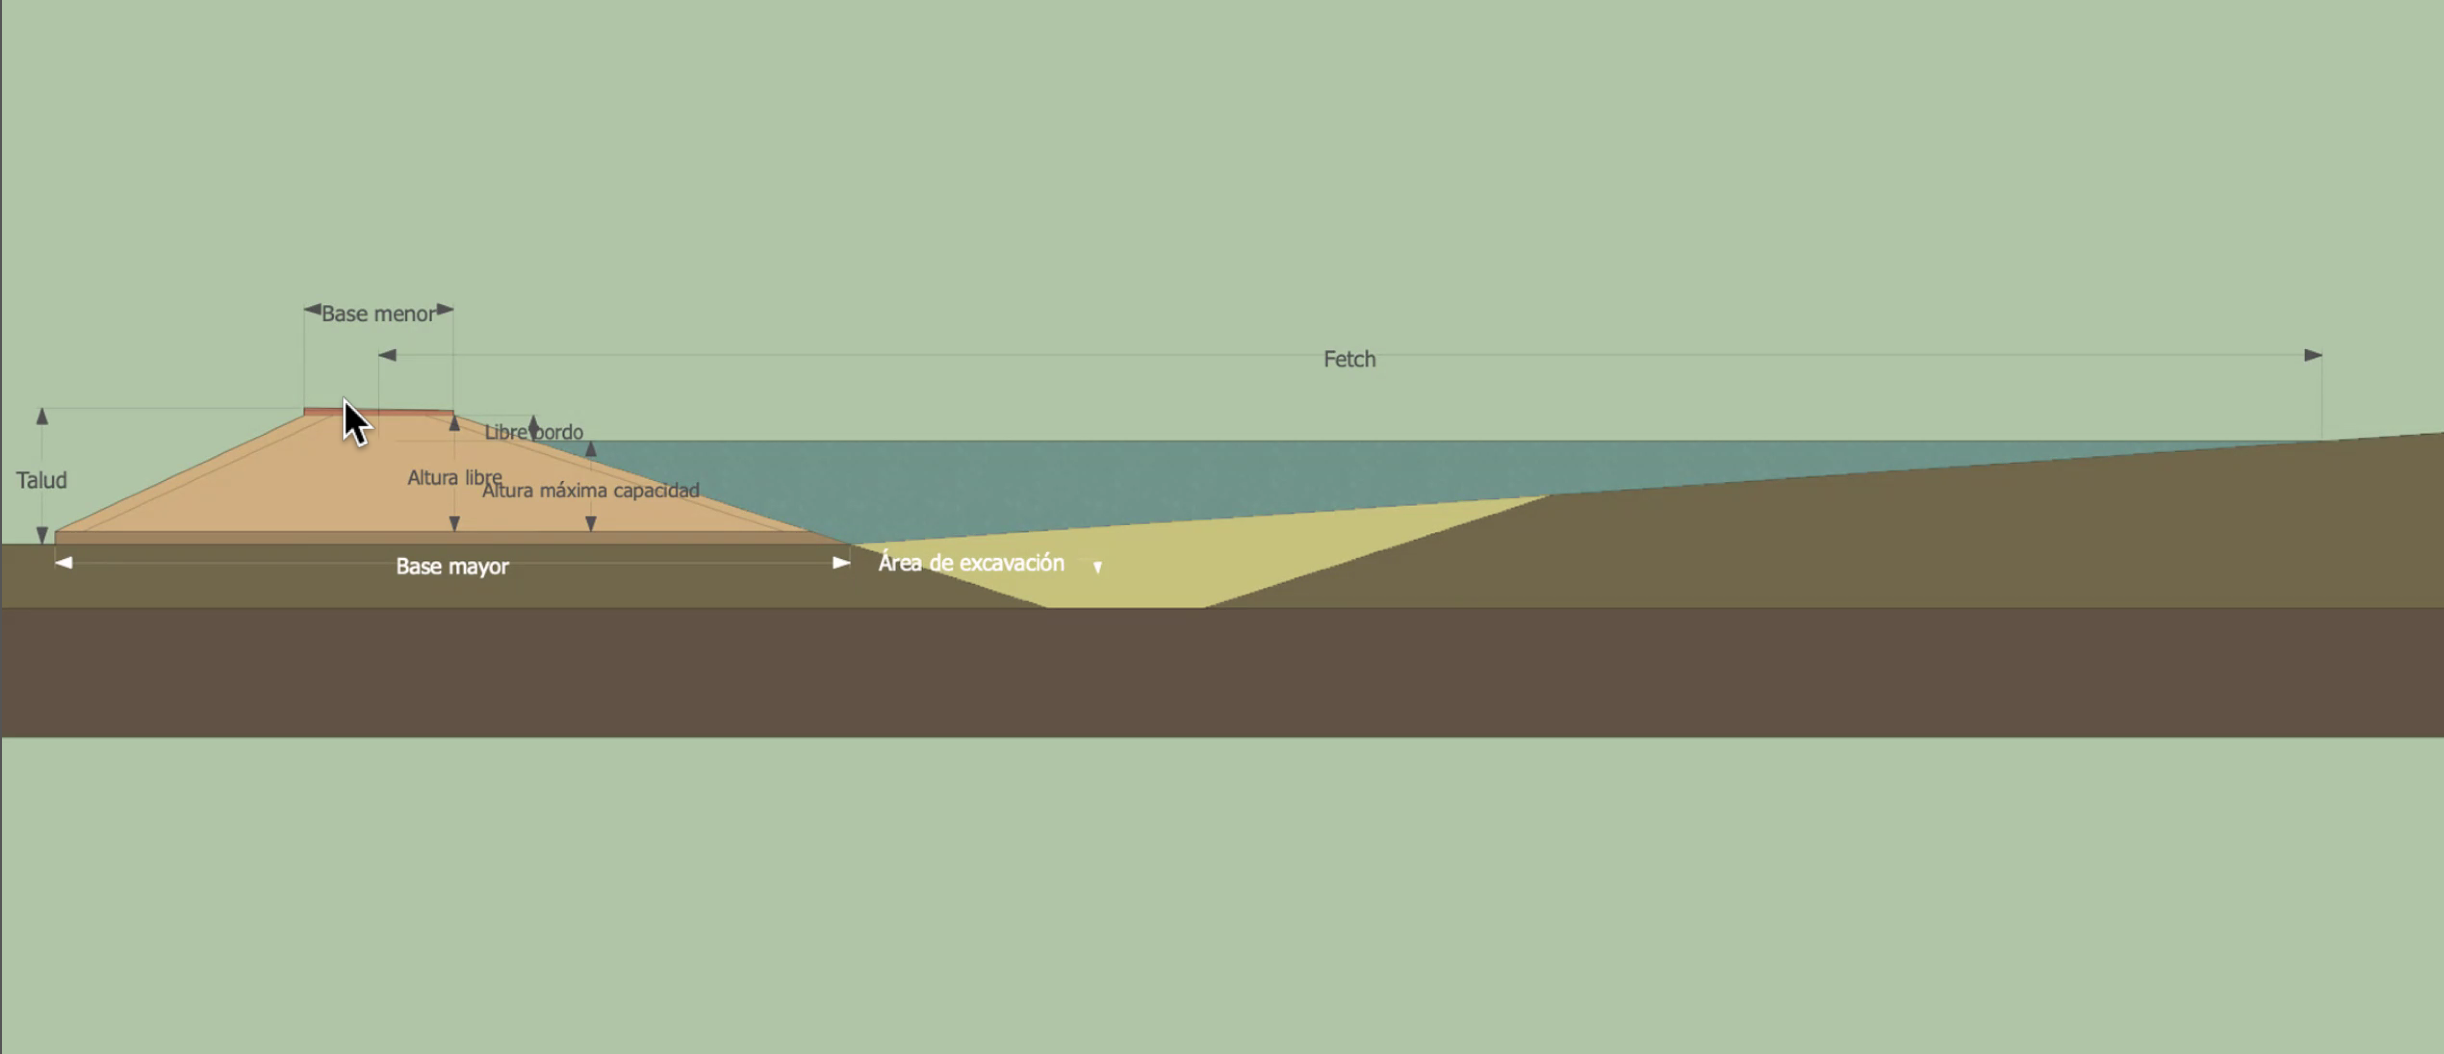 Base menor
Fetch
Libre bordo
Talud
Altura libre
Altura máxima capacidad
Base mayor
Área de excavación